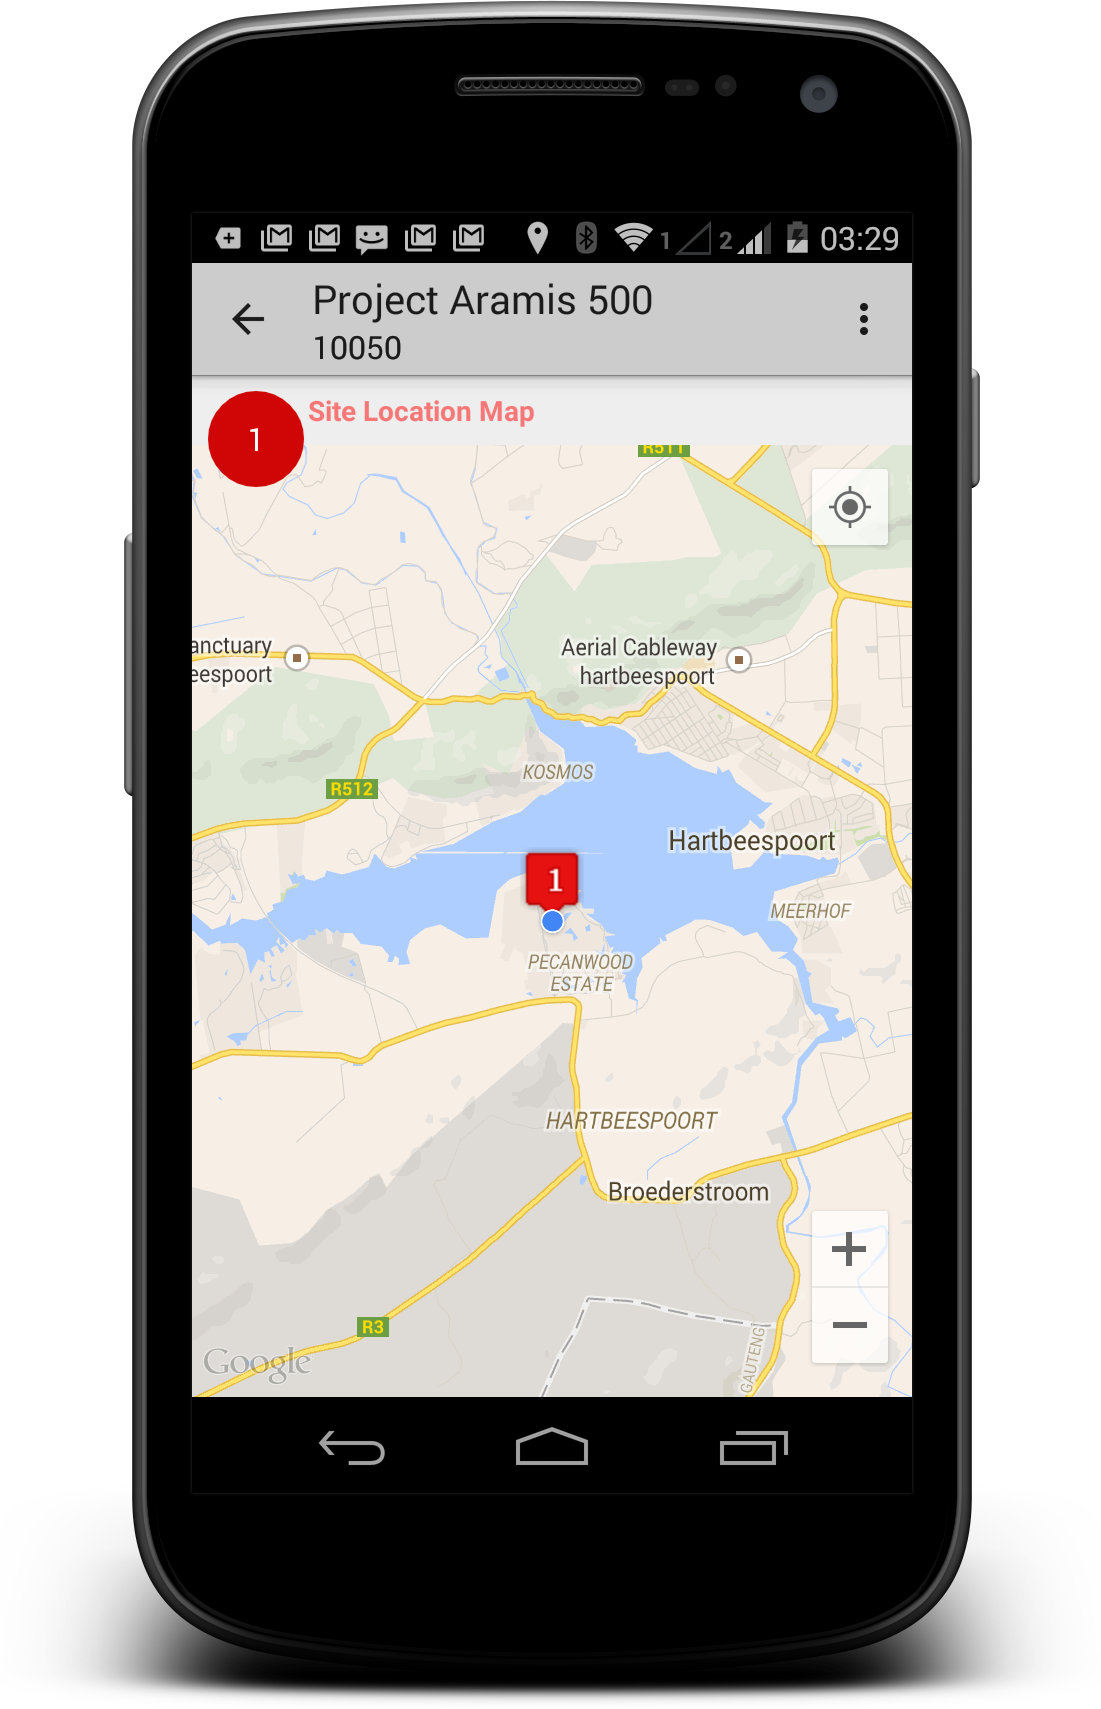 1
2
03:29
Project Aramis 500
10050
1
Site Location Map
R511
anctuary
eespoort
Aerial Cableway
hartbeespoort
KOSMOS
R512
Hartbeespoort
1
MEERHOF
PECANWOOD
ESTATE
HARTBEESPOORT
Broederstroom
R3
GAUTENG
Google